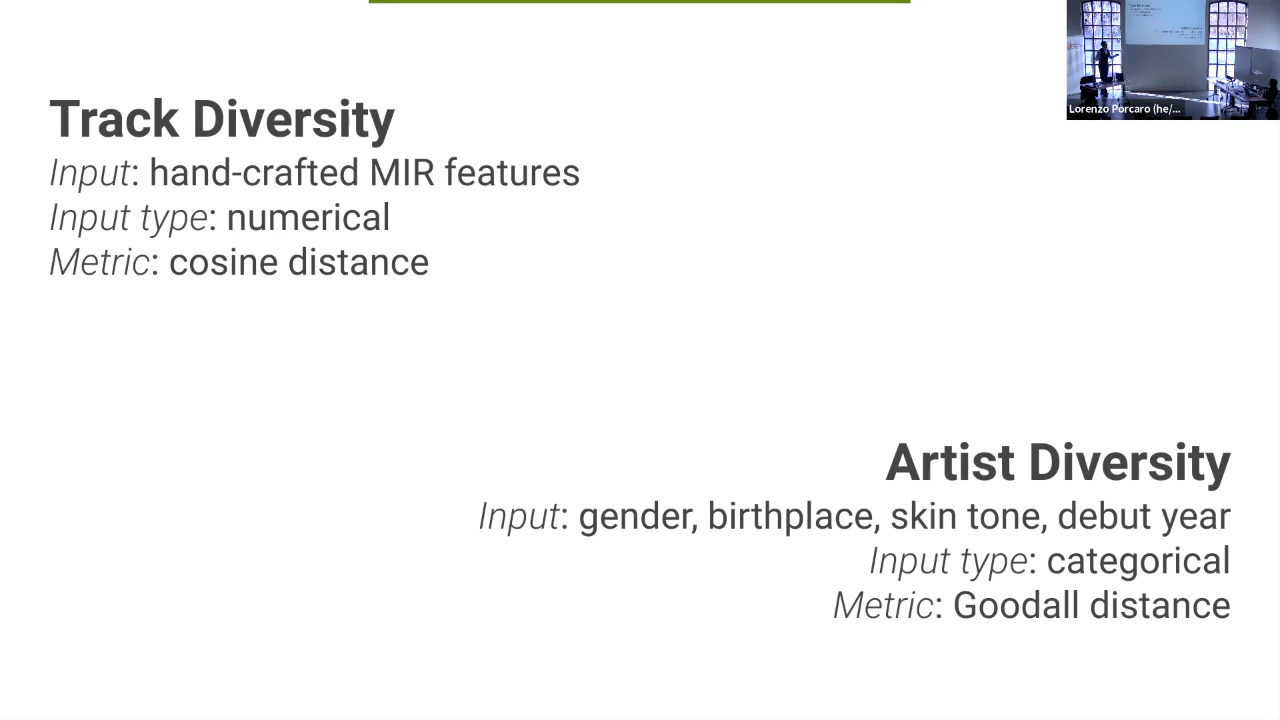 Track Diversity
Input: hand-crafted MIR features
Input type: numerical
Metric: cosine distance
Lorenzo Porcaro (he/...
Artist Diversity
Input: gender, birthplace, skin tone, debut year
Input type: categorical
Metric: Goodall distance